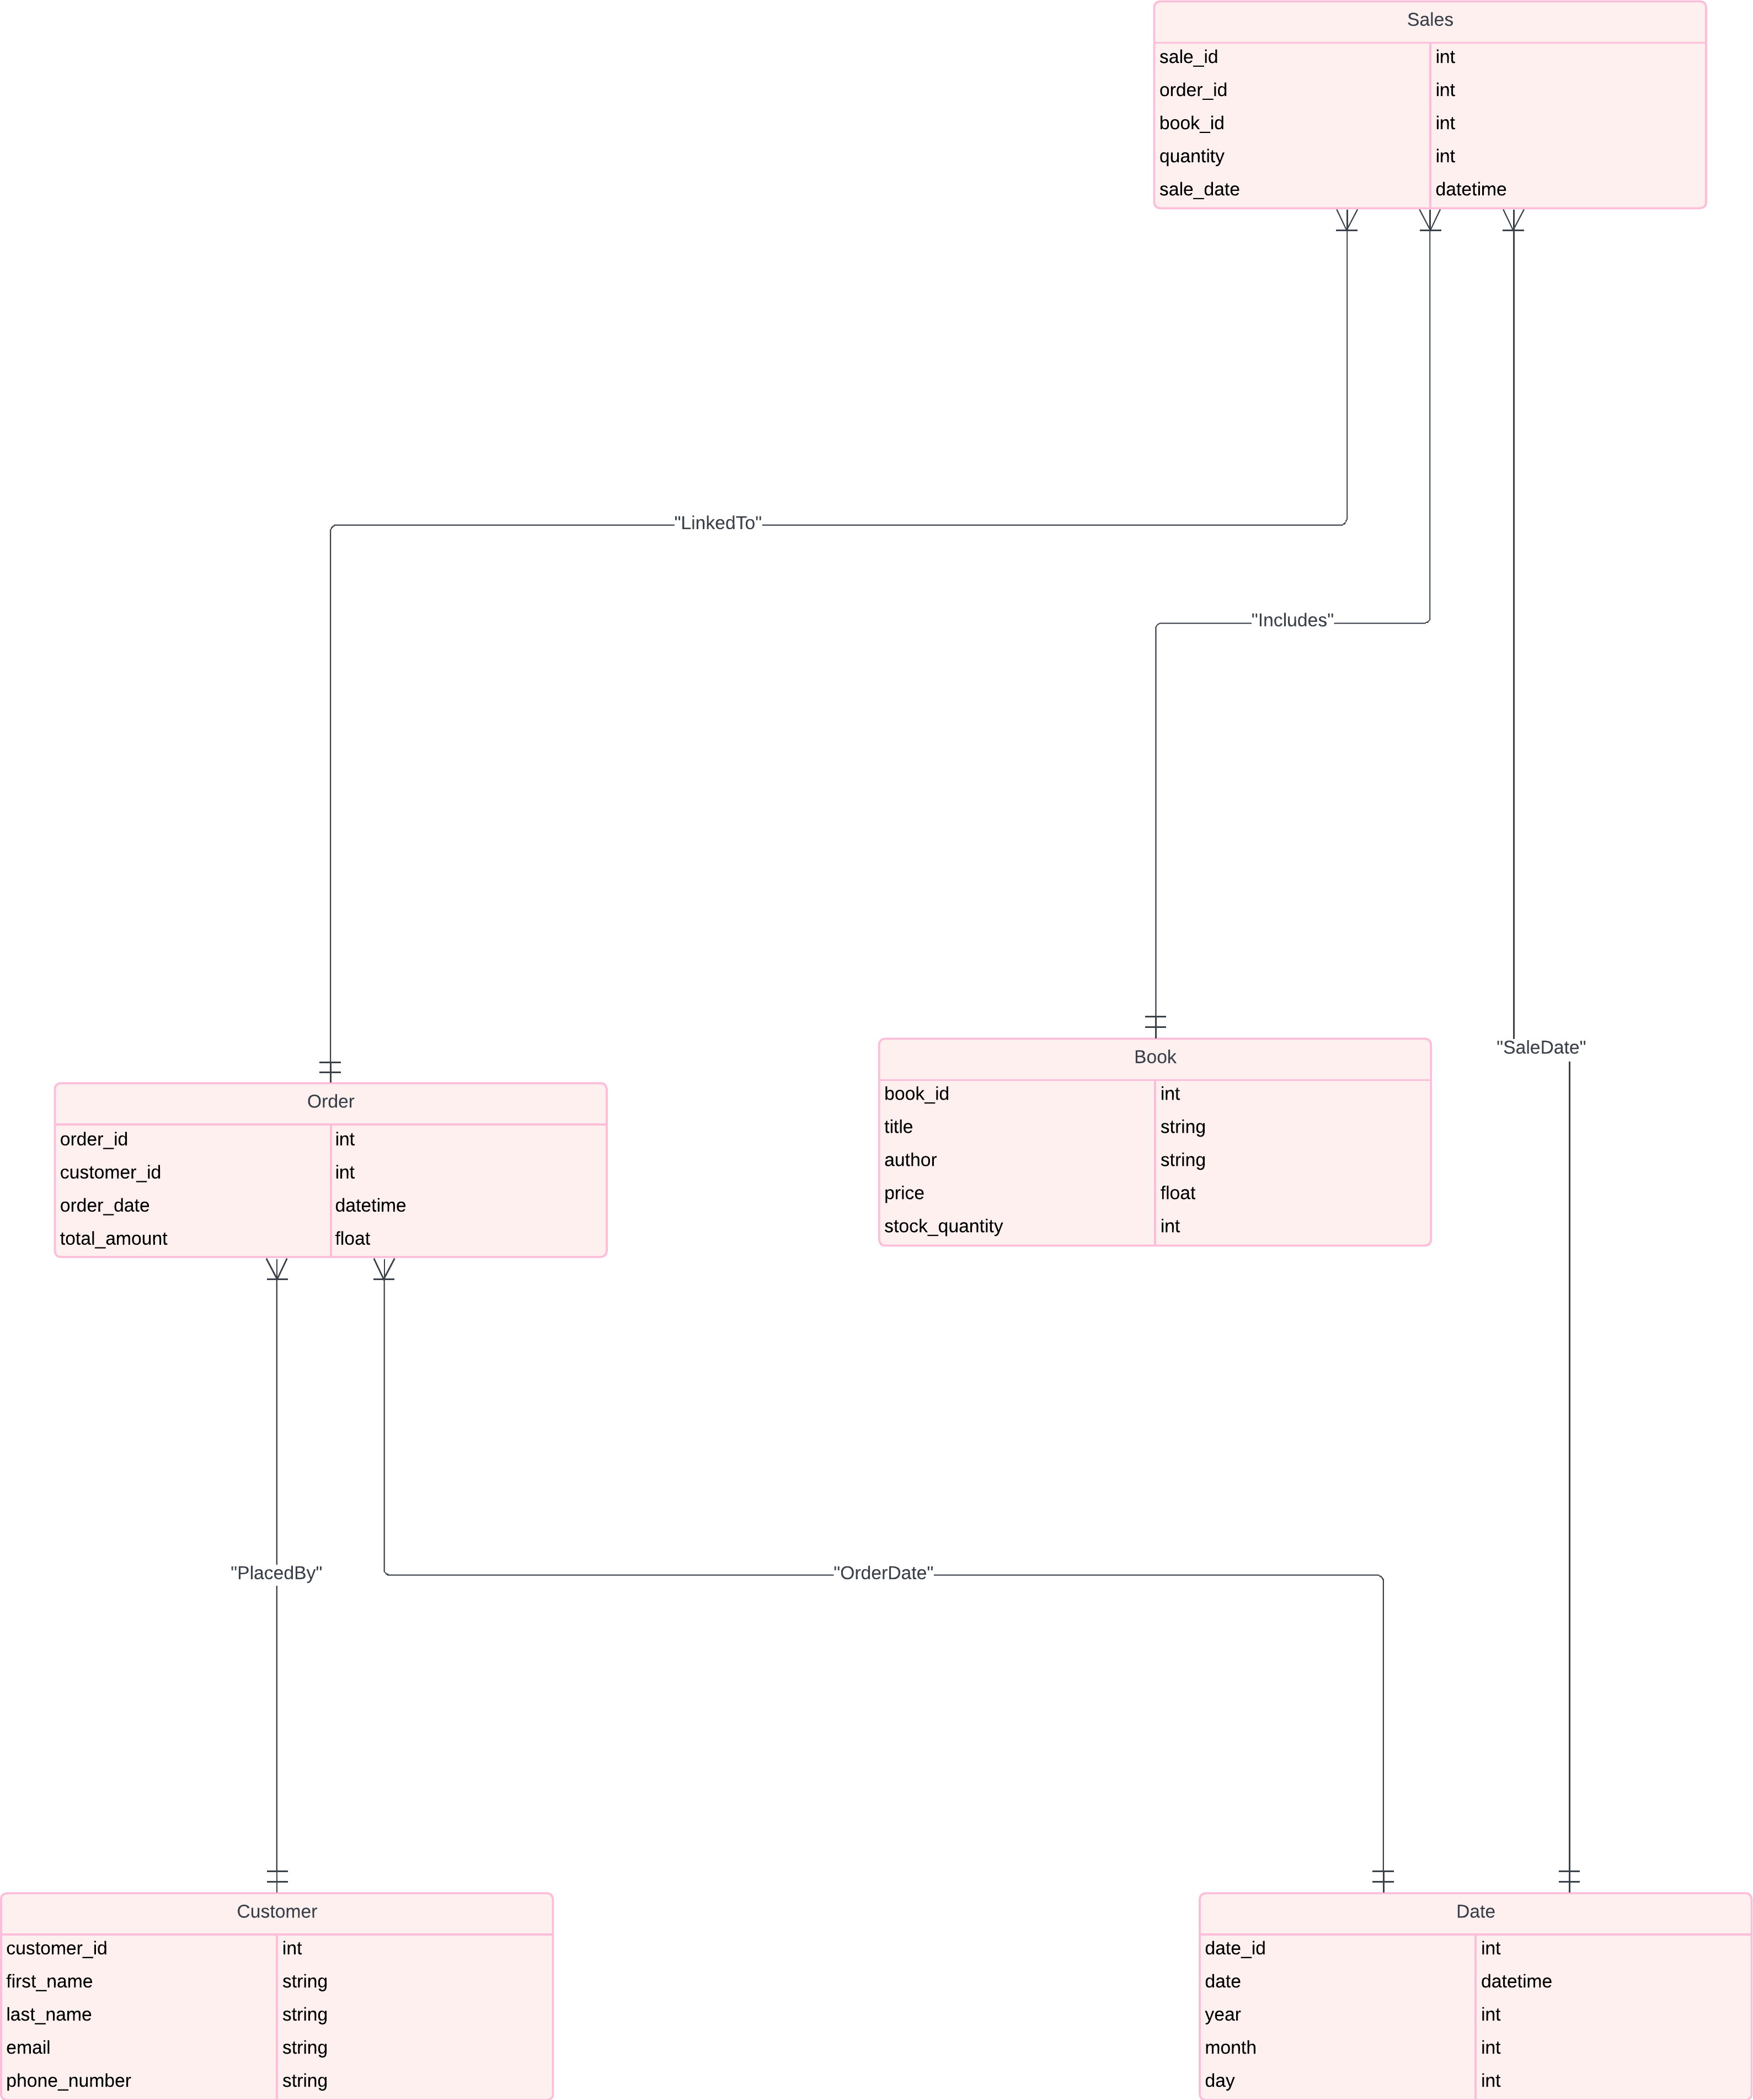 Sales
sale_id int
order_id int
book_id int
quantity int
sale_date datetime
"LinkedTo"
"Includes"
"SaleDate"
Book
book_id int
title string
author string
price float
stock_quantity int
Order
order_id int
customer_id int
order_date datetime
total_amount float
"PlacedBy"
"OrderDate"
Customer
customer_id int
first_name string
last_name string
email string
phone_number string
Date
date_id int
date datetime
year int
month int
day int